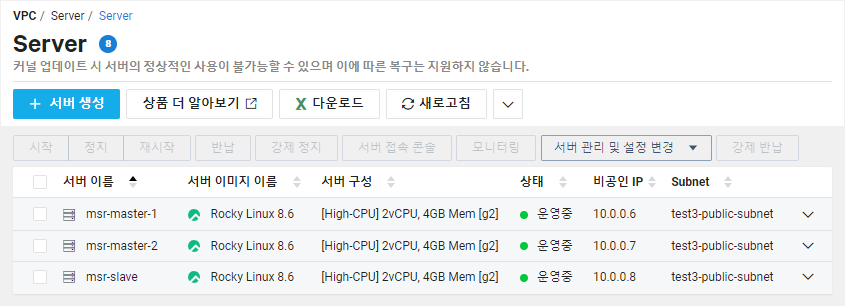 VPC / Server / Server
Server 8
커널 업데이트 시 서버의 정상적인 사용이 불가능할 수 있으며 이에 따른 복구는 지원하지 않습니다.
+ 서버 생성 상품 더 알아보기 다운로드 새로고침
시작 정지 재시작 반납 강제 정지 서버 접속 콘솔 모니터링 서버 관리 및 설정 변경 강제 반납
서버 이름 서버 이미지 이름 서버 구성 상태 비공인 IP Subnet
msr-master-1 Rocky Linux 8.6 [High-CPU] 2vCPU, 4GB Mem [g2] 운영중 10.0.0.6 test3-public-subnet
msr-master-2 Rocky Linux 8.6 [High-CPU] 2vCPU, 4GB Mem [g2] 운영중 10.0.0.7 test3-public-subnet
msr-slave Rocky Linux 8.6 [High-CPU] 2vCPU, 4GB Mem [g2] 운영중 10.0.0.8 test3-public-subnet